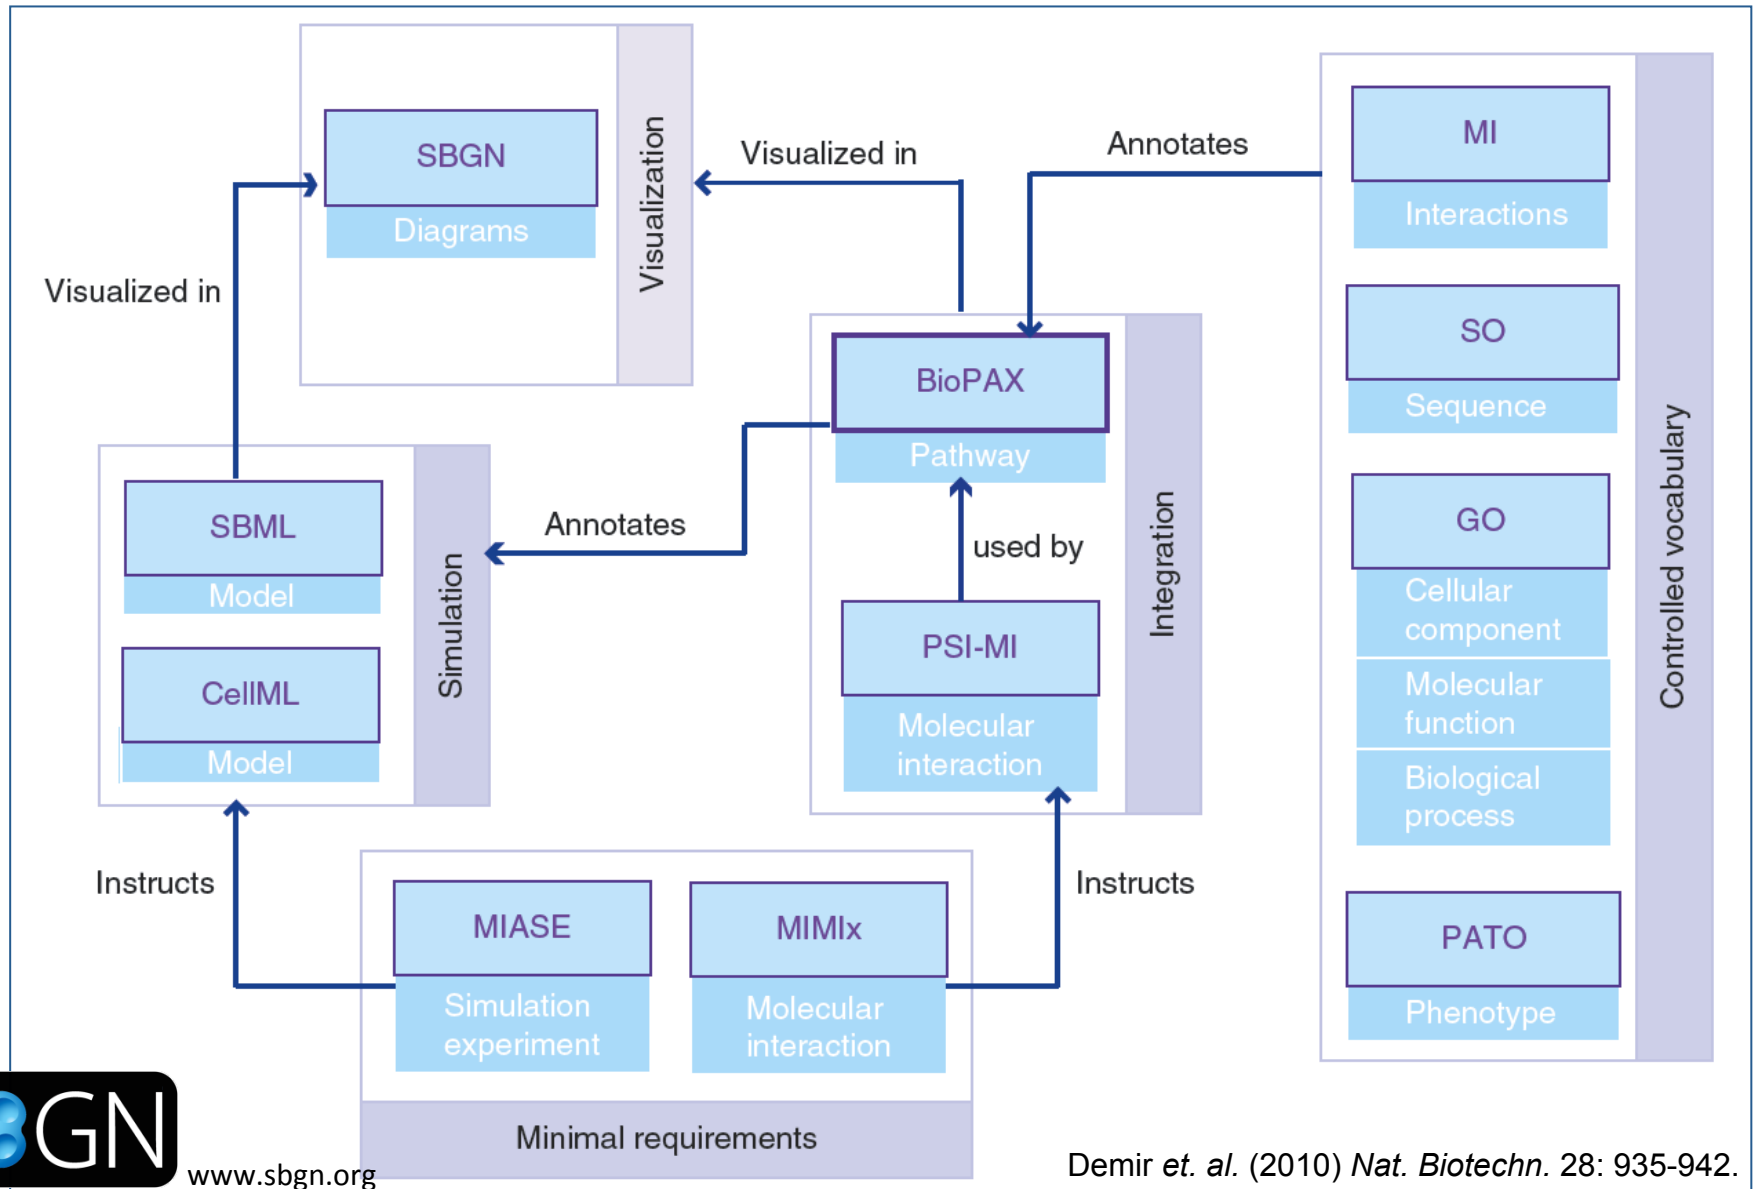 SBGN
Diagrams
Visualization
Visualized in
Annotates
MI
Interactions
SO
Sequence
GO
Cellular
component
Molecular
function
Biological
process
PATO
Phenotype
Controlled vocabulary
Visualized in
BioPAX
Pathway
used by
PSI-MI
Molecular
interaction
Integration
Annotates
SBML
Model
CellML
Model
Simulation
Instructs
MIASE
Simulation
experiment
MIMIx
Molecular
interaction
Instructs
Minimal requirements
GN
www.sbgn.org
Demir et. al. (2010) Nat. Biotechn. 28: 935-942.